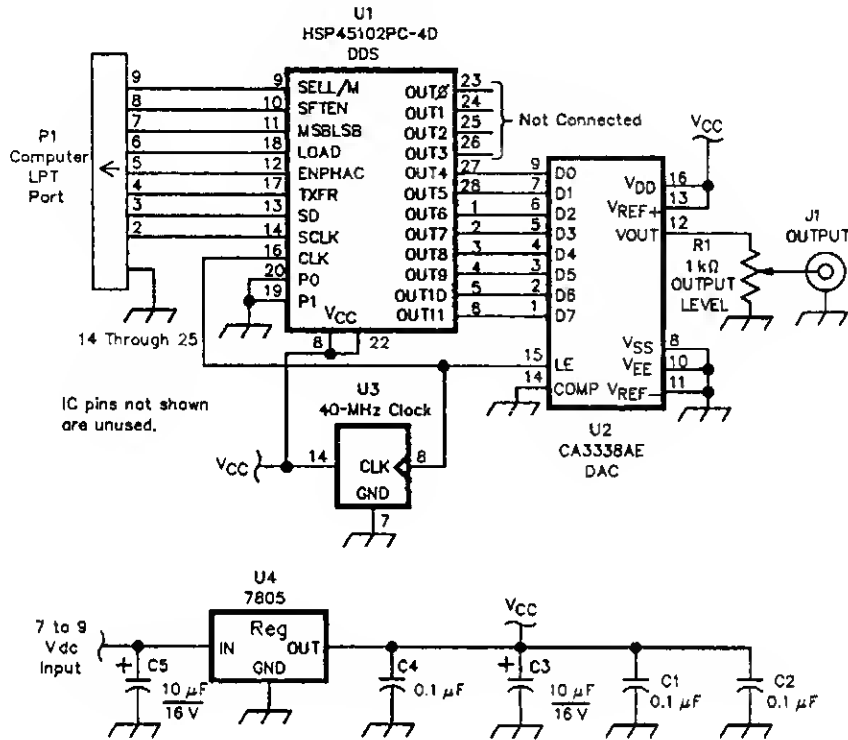 U1
HSP45102PC-4D
DDS
P1
Computer
LPT
Port
9
8
7
6
5
4
3
2
14 Through 25
9 SELL/M
10 SFTEN
11 MSBLSB
18 LOAD
12 ENPHAC
17 TXFR
13 SD
14 SCLK
16 CLK
20 P0
19 P1
VCC
8
22
OUT0 23
OUT1 24
OUT2 25
OUT3 26
OUT4 27
OUT5 28
OUT6 1
OUT7 2
OUT8 3
OUT9 4
OUT10 5
OUT11 6
Not Connected
9 D0
7 D1
6 D2
5 D3
4 D4
3 D5
2 D6
1 D7
15 LE
14 COMP
VCC
VDD 16
VREF+ 13
VOUT 12
VSS 8
VEE 10
VREF- 11
U2
CA3338AE
DAC
R1
1 kΩ
OUTPUT
LEVEL
J1
OUTPUT
IC pins not shown
are unused.
U3
40-MHz Clock
VCC
14
CLK
8
GND
7
U4
7805
7 to 9
Vdc
Input
Reg
IN
OUT
GND
VCC
+
C5
10 µF
16 V
C4
0.1 µF
+
C3
10 µF
16 V
C1
0.1 µF
C2
0.1 µF